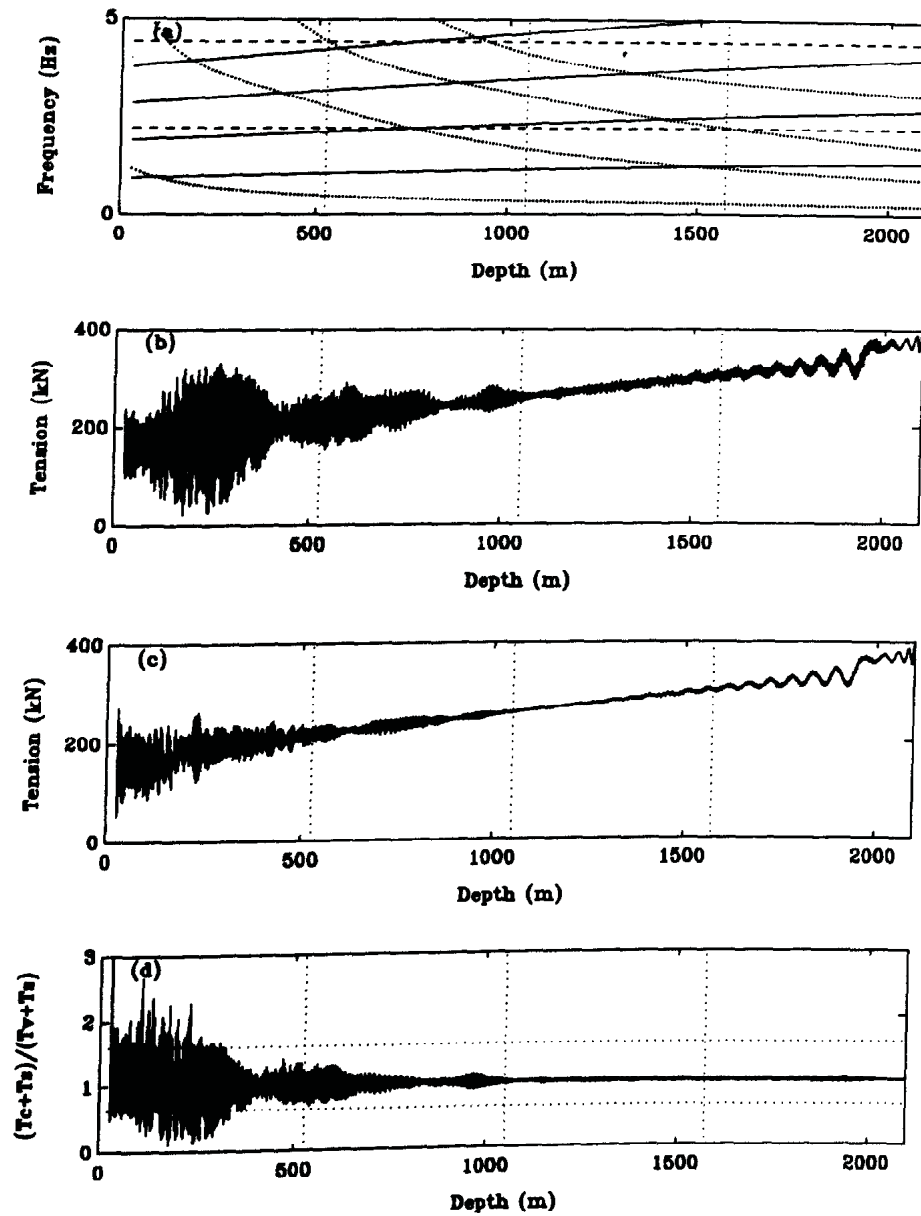 5
(a)
Frequency (Hz)
0
0 500 1000 1500 2000
Depth (m)
400
(b)
Tension (kN)
200
0
0 500 1000 1500 2000
Depth (m)
400
(c)
Tension (kN)
200
0
0 500 1000 1500 2000
Depth (m)
3
(d)
(Tc+Ts)/(Tv+Ts)
2
1
0
0 500 1000 1500 2000
Depth (m)